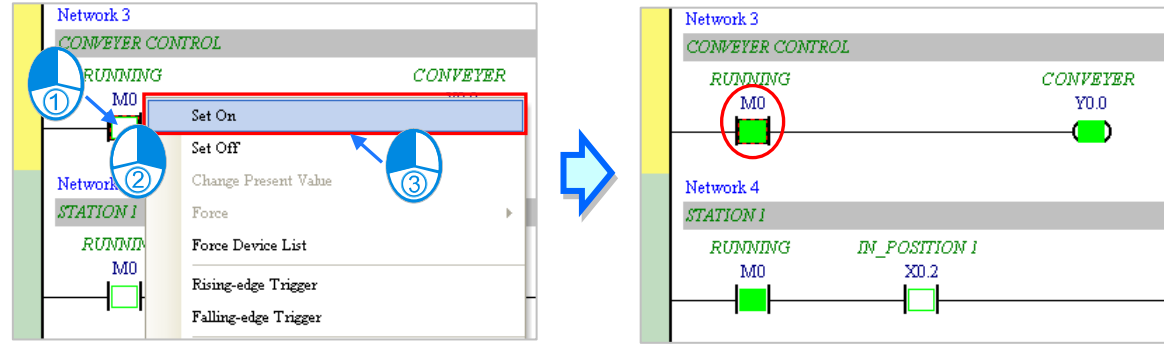 Network 3
CONVEYER CONTROL
RUNNING CONVEYER
M0
①
Set On
Set Off
②
③
Change Present Value
Network
STATION 1
Force
RUNNIN
Force Device List
M0
Rising-edge Trigger
Falling-edge Trigger
Network 3
CONVEYER CONTROL
RUNNING CONVEYER
M0 Y0.0
Network 4
STATION 1
RUNNING IN_POSITION 1
M0 X0.2